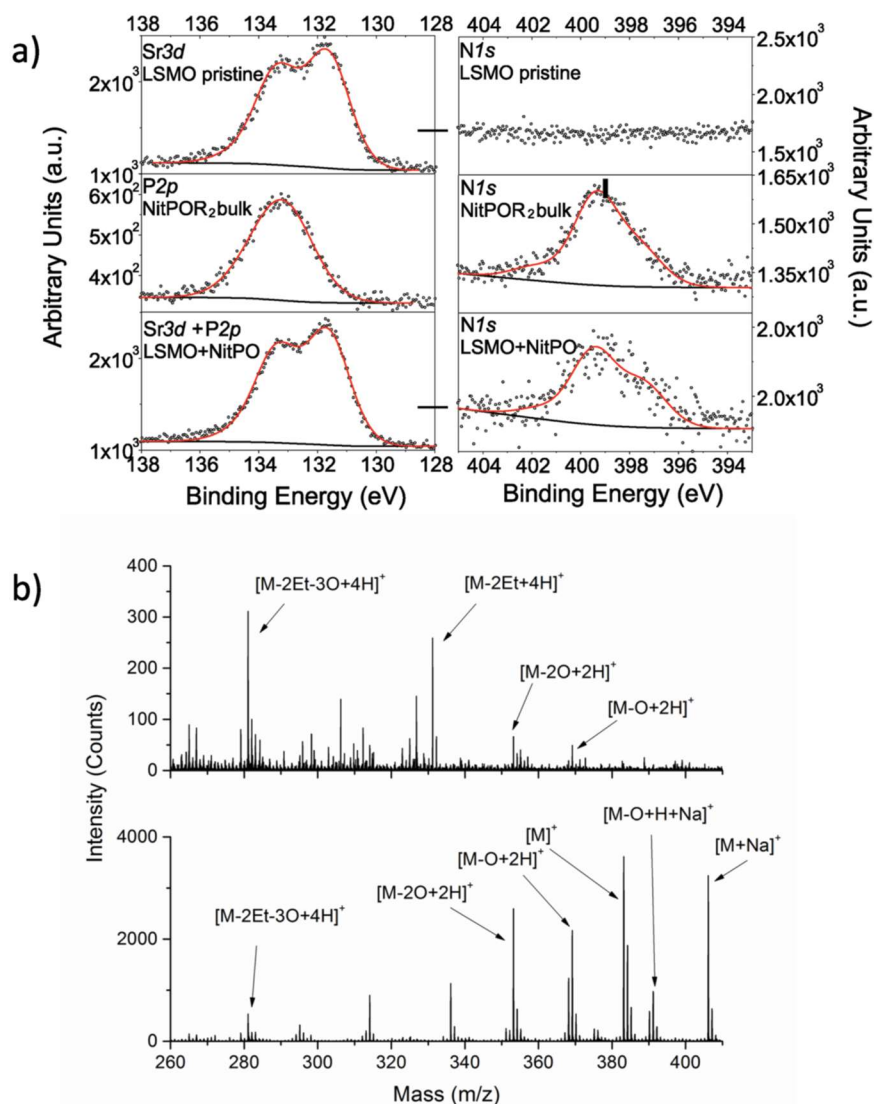 a)
138 136 134 132 130 128
404 402 400 398 396 394
Sr3d
LSMO pristine
2x10³
1x10³
N1s
LSMO pristine
2.5x10³
2.0x10³
1.5x10³
P2p
NitPOR₂bulk
6x10²
5x10²
4x10²
N1s
NitPOR₂bulk
1.65x10³
1.50x10³
1.35x10³
Sr3d +P2p
LSMO+NitPO
2x10³
1x10³
N1s
LSMO+NitPO
2.0x10³
2.0x10³
Arbitrary Units (a.u.)
Arbitrary Units (a.u.)
138 136 134 132 130 128
404 402 400 398 396 394
Binding Energy (eV)
Binding Energy (eV)
b)
400
300
200
100
50
0
[M-2Et-3O+4H]⁺
[M-2Et+4H]⁺
[M-2O+2H]⁺
[M-O+2H]⁺
Intensity (Counts)
4000
2000
0
[M-2Et-3O+4H]⁺
[M-2O+2H]⁺
[M-O+2H]⁺
[M]⁺
[M-O+H+Na]⁺
[M+Na]⁺
260 280 300 320 340 360 380 400
Mass (m/z)